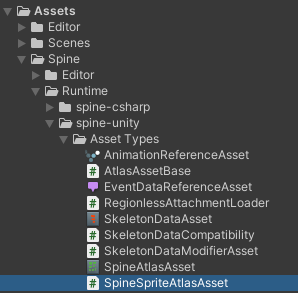 Assets
Editor
Scenes
Spine
Editor
Runtime
spine-csharp
spine-unity
Asset Types
AnimationReferenceAsset
AtlasAssetBase
EventDataReferenceAsset
RegionlessAttachmentLoader
SkeletonDataAsset
SkeletonDataCompatibility
SkeletonDataModifierAsset
SpineAtlasAsset
SpineSpriteAtlasAsset